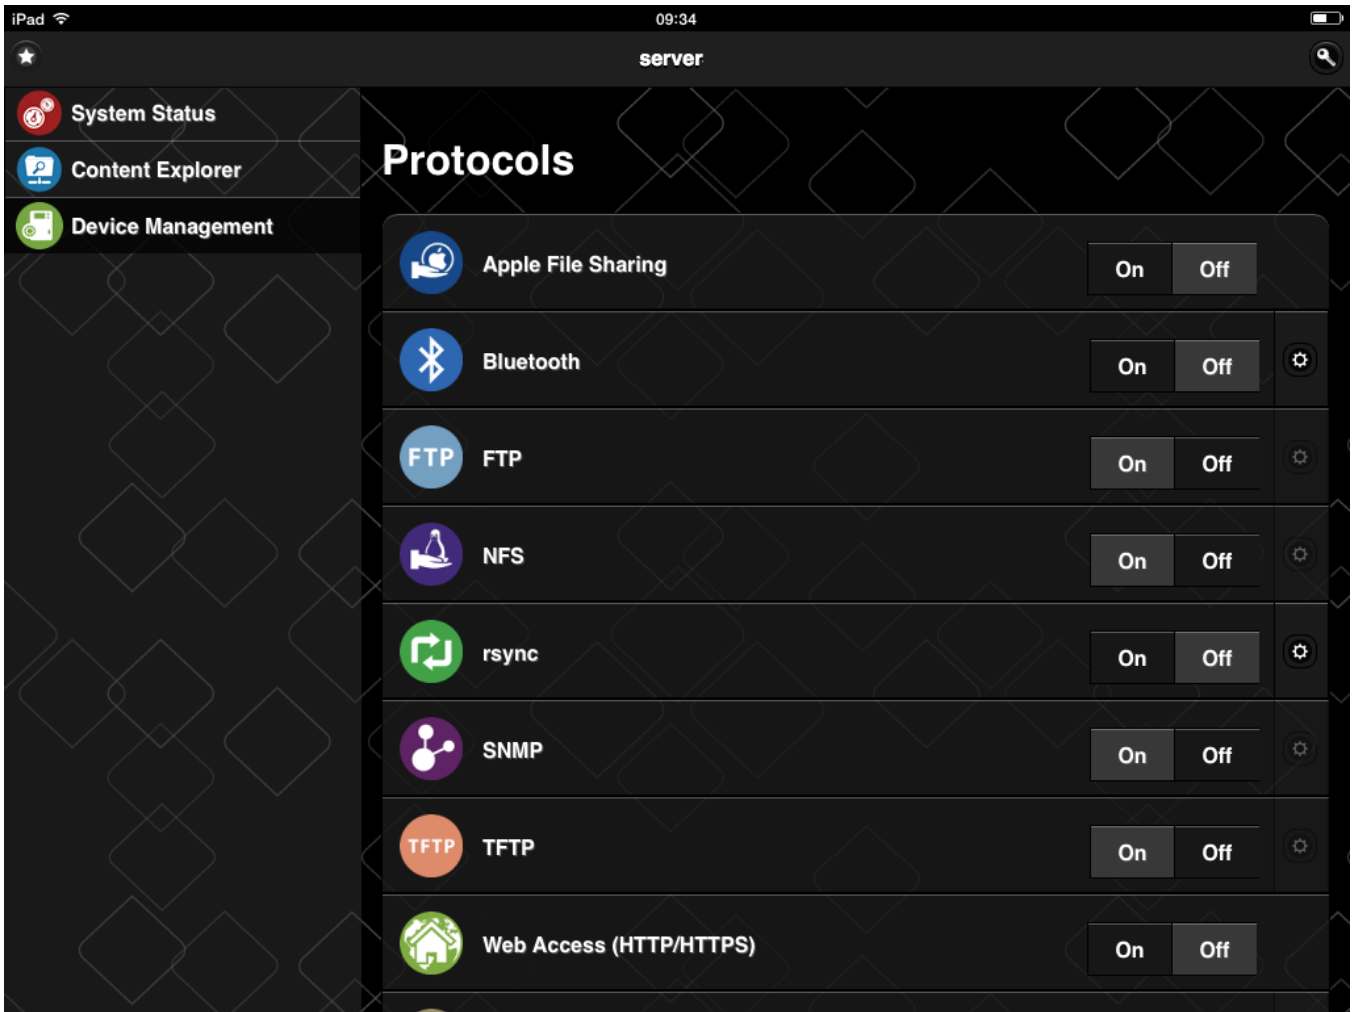 iPad 09:34
server
System Status
Content Explorer
Device Management
Protocols
Apple File Sharing On Off
Bluetooth On Off
FTP FTP On Off
NFS On Off
rsync On Off
SNMP On Off
TFTP TFTP On Off
Web Access (HTTP/HTTPS) On Off